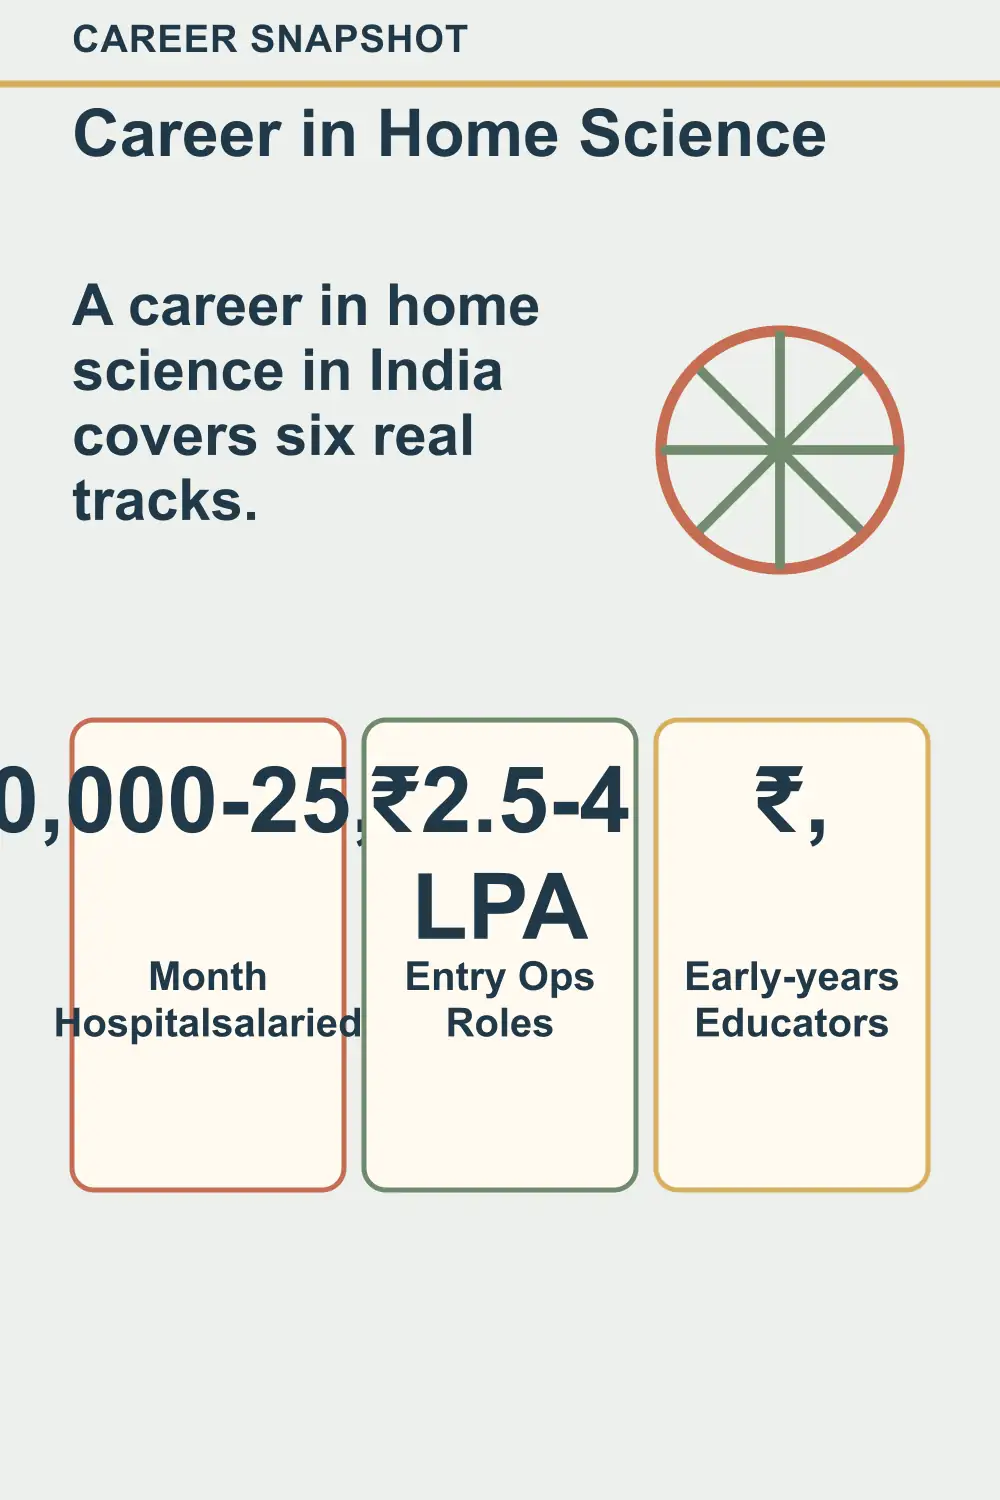 CAREER SNAPSHOT
Career in Home Science
A career in home
science in India
covers six real
tracks.
0,000-25,
₹2.5-4
LPA
₹,
Month
Hospitalsalaried
Entry Ops
Roles
Early-years
Educators